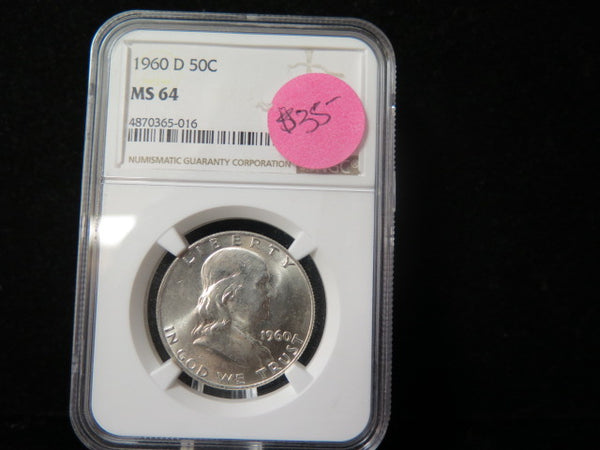 1960 D 50C
MS 64
4870365-016
NUMISMATIC GUARANTY CORPORATION
$35-
LIBERTY
1960
IN GOD WE TRUST